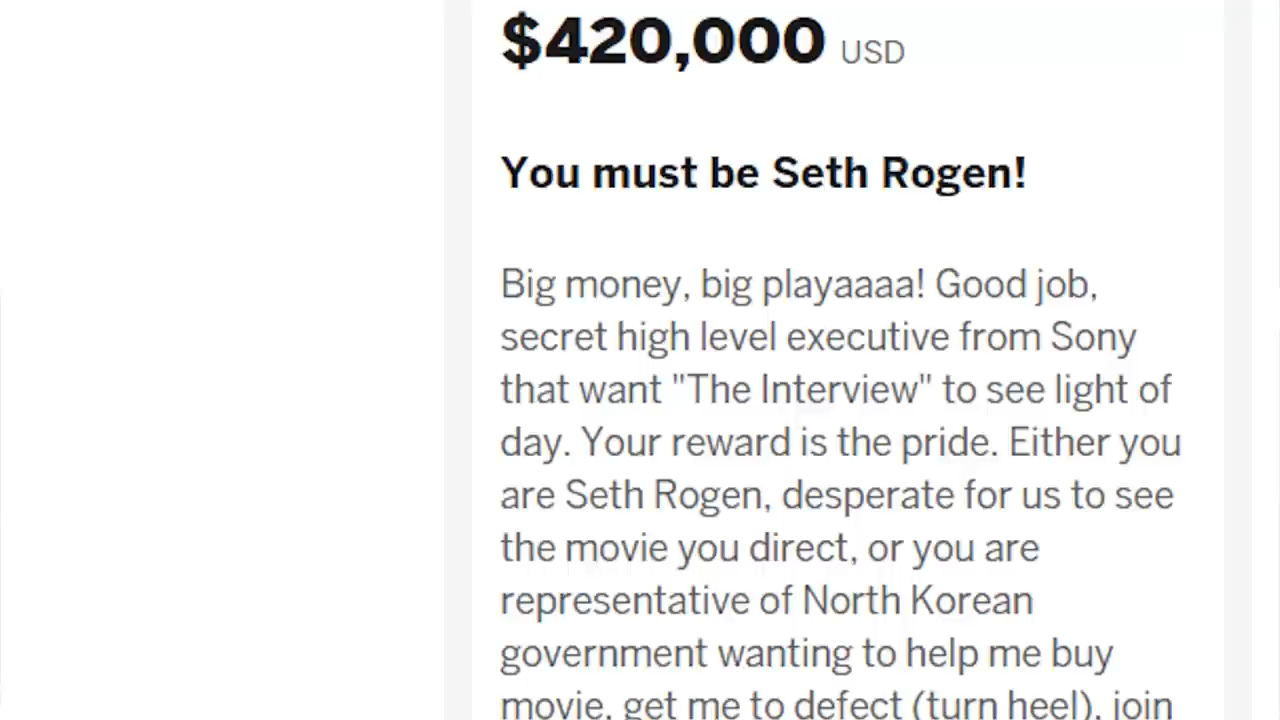 $420,000 USD
You must be Seth Rogen!
Big money, big playaaaa! Good job,
secret high level executive from Sony
that want "The Interview" to see light of
day. Your reward is the pride. Either you
are Seth Rogen, desperate for us to see
the movie you direct, or you are
representative of North Korean
government wanting to help me buy
movie, get me to defect (turn heel), join